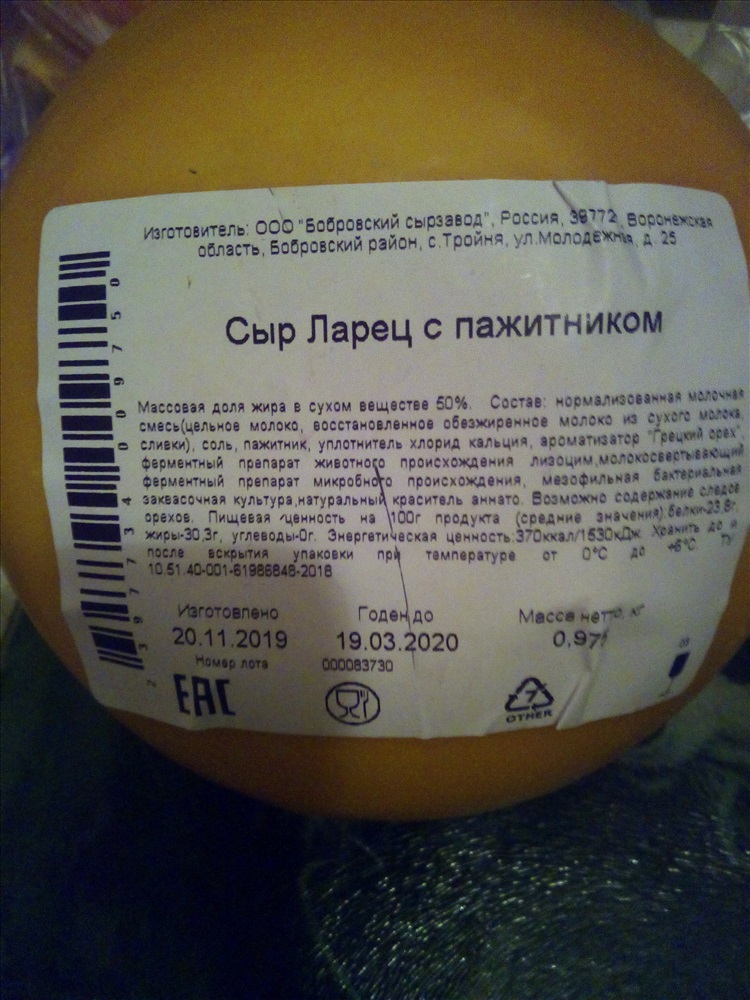 Изготовитель: ООО "Бобровский сырзавод", Россия, 39772, Воронежская
область, Бобровский район, с.Тройня, ул.Молодежная, д. 25
Сыр Ларец с пажитником
Массовая доля жира в сухом веществе 50%. Состав: нормализованная молочная
смесь(цельное молоко, восстановленное обезжиренное молоко из сухого молока,
сливки), соль, пажитник, уплотнитель хлорид кальция, ароматизатор "Грецкий орех",
ферментный препарат животного происхождения лизоцим,молокосвертывающий
ферментный препарат микробного происхождения, мезофильная бактериальная
заквасочная культура,натуральный краситель аннато. Возможно содержание следов
орехов. Пищевая ценность на 100г продукта (средние значения):белки-23,8г,
жиры-30,3г, углеводы-0г. Энергетическая ценность:370ккал/1530кДж. Хранить до и
после вскрытия упаковки при температуре от 0°С до +6°С. ТУ
10.51.40-001-61986848-2018
Изготовлено Годен до Масса нетто, кг
20.11.2019 19.03.2020 0,97
Номер лота 000083730
EAC
7
OTHER